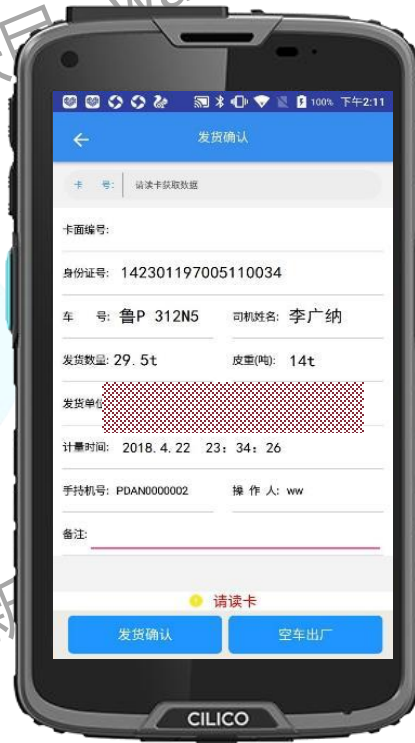 100% 下午2:11
发货确认
卡 号: 请读卡获取数据
卡面编号:
身份证号: 142301197005110034
车 号: 鲁P 312N5 司机姓名: 李广纳
发货数量: 29.5t 皮重(吨): 14t
发货单位
计量时间: 2018.4.22 23: 34: 26
手持机号: PDAN0000002 操 作 人: ww
备注:
请读卡
发货确认 空车出厂
CILICO